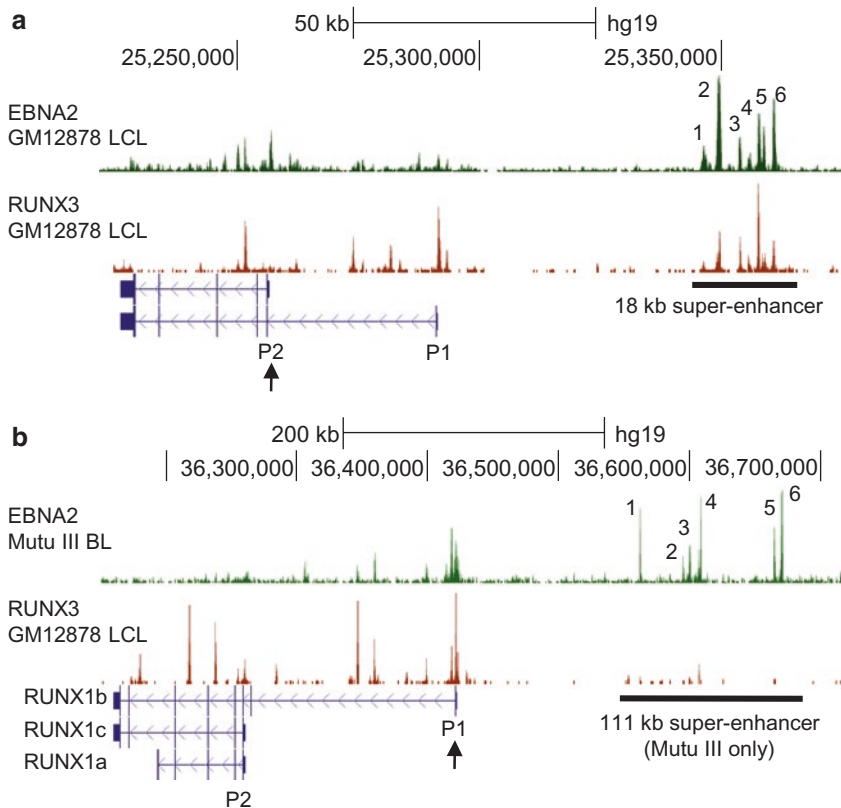 a
50 kb hg19
25,250,000 25,300,000 25,350,000
EBNA2
GM12878 LCL
1 2 3 4 5 6
RUNX3
GM12878 LCL
18 kb super-enhancer
P2 P1
b
200 kb hg19
36,300,000 36,400,000 36,500,000 36,600,000 36,700,000
EBNA2
Mutu III BL
1 2 3 4 5 6
RUNX3
GM12878 LCL
RUNX1b
P1
111 kb super-enhancer
(Mutu III only)
RUNX1c
RUNX1a
P2